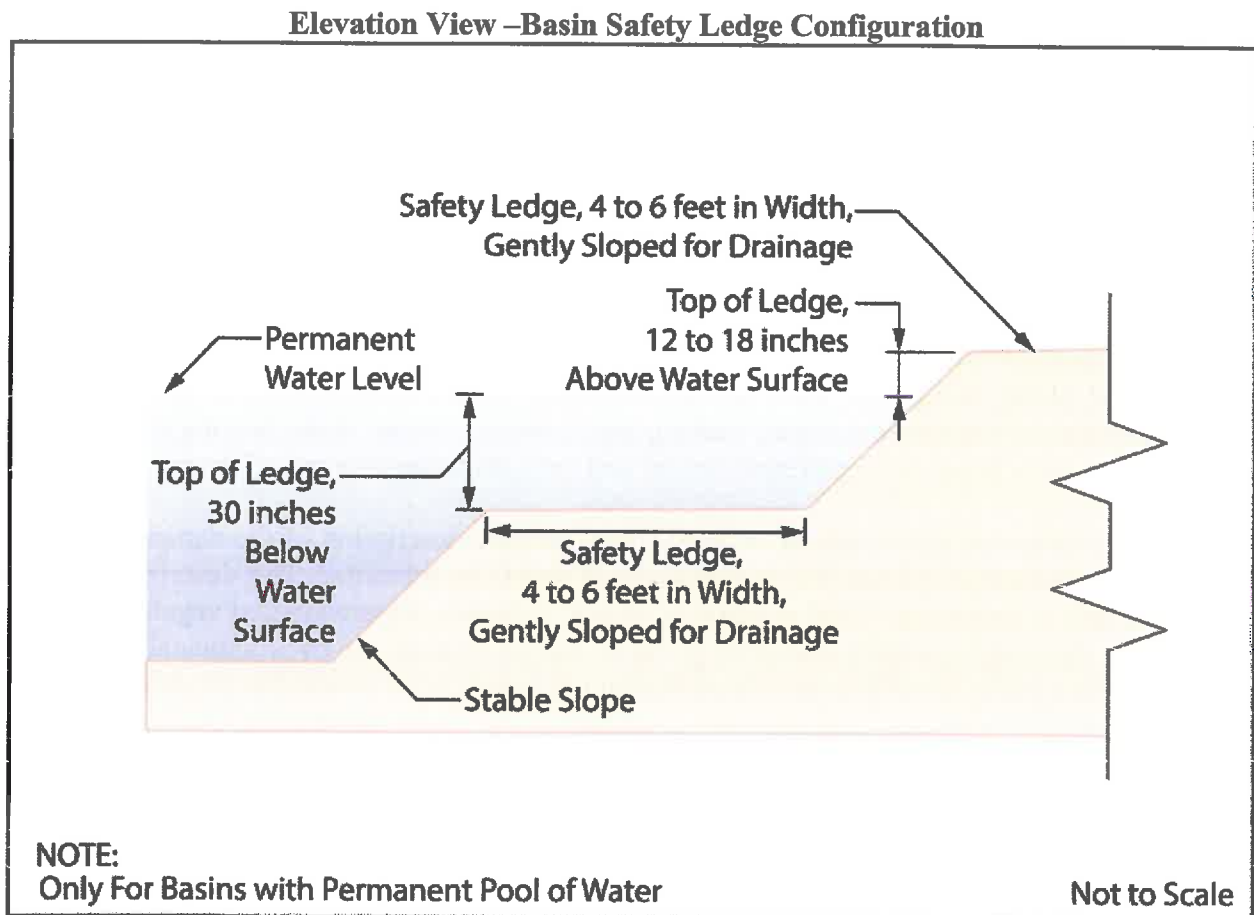 Elevation View –Basin Safety Ledge Configuration
Safety Ledge, 4 to 6 feet in Width,
Gently Sloped for Drainage
Top of Ledge,
12 to 18 inches
Above Water Surface
Permanent
Water Level
Top of Ledge,
30 inches
Below
Water
Surface
Safety Ledge,
4 to 6 feet in Width,
Gently Sloped for Drainage
Stable Slope
NOTE:
Only For Basins with Permanent Pool of Water
Not to Scale